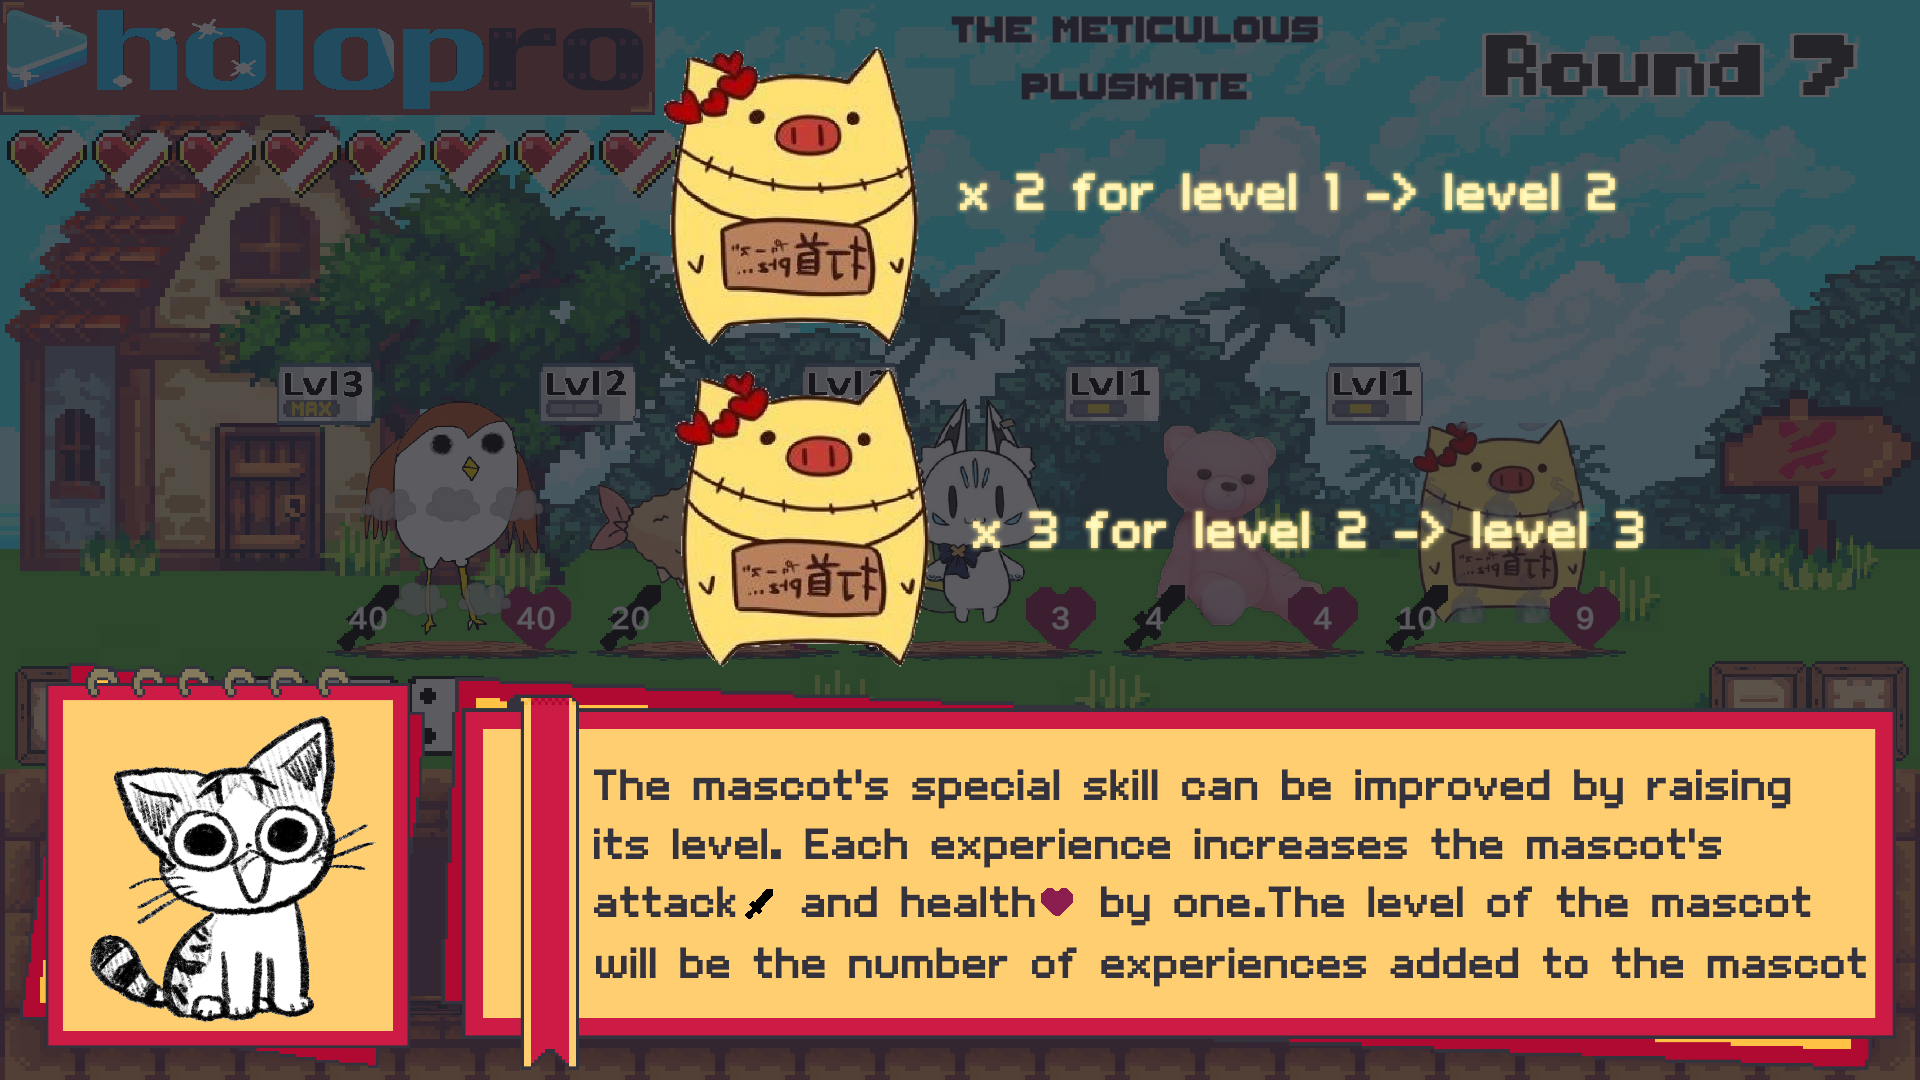 holopro
THE METICULOUS
PLUSMATE
Round 7
x 2 for level 1 -> level 2
Lvl3
MAX
Lvl2
Lvl1
Lvl1
x 3 for level 2 -> level 3
40
40
20
3
4
4
10
9
The mascot's special skill can be improved by raising
its level. Each experience increases the mascot's
attack and health by one.The level of the mascot
will be the number of experiences added to the mascot